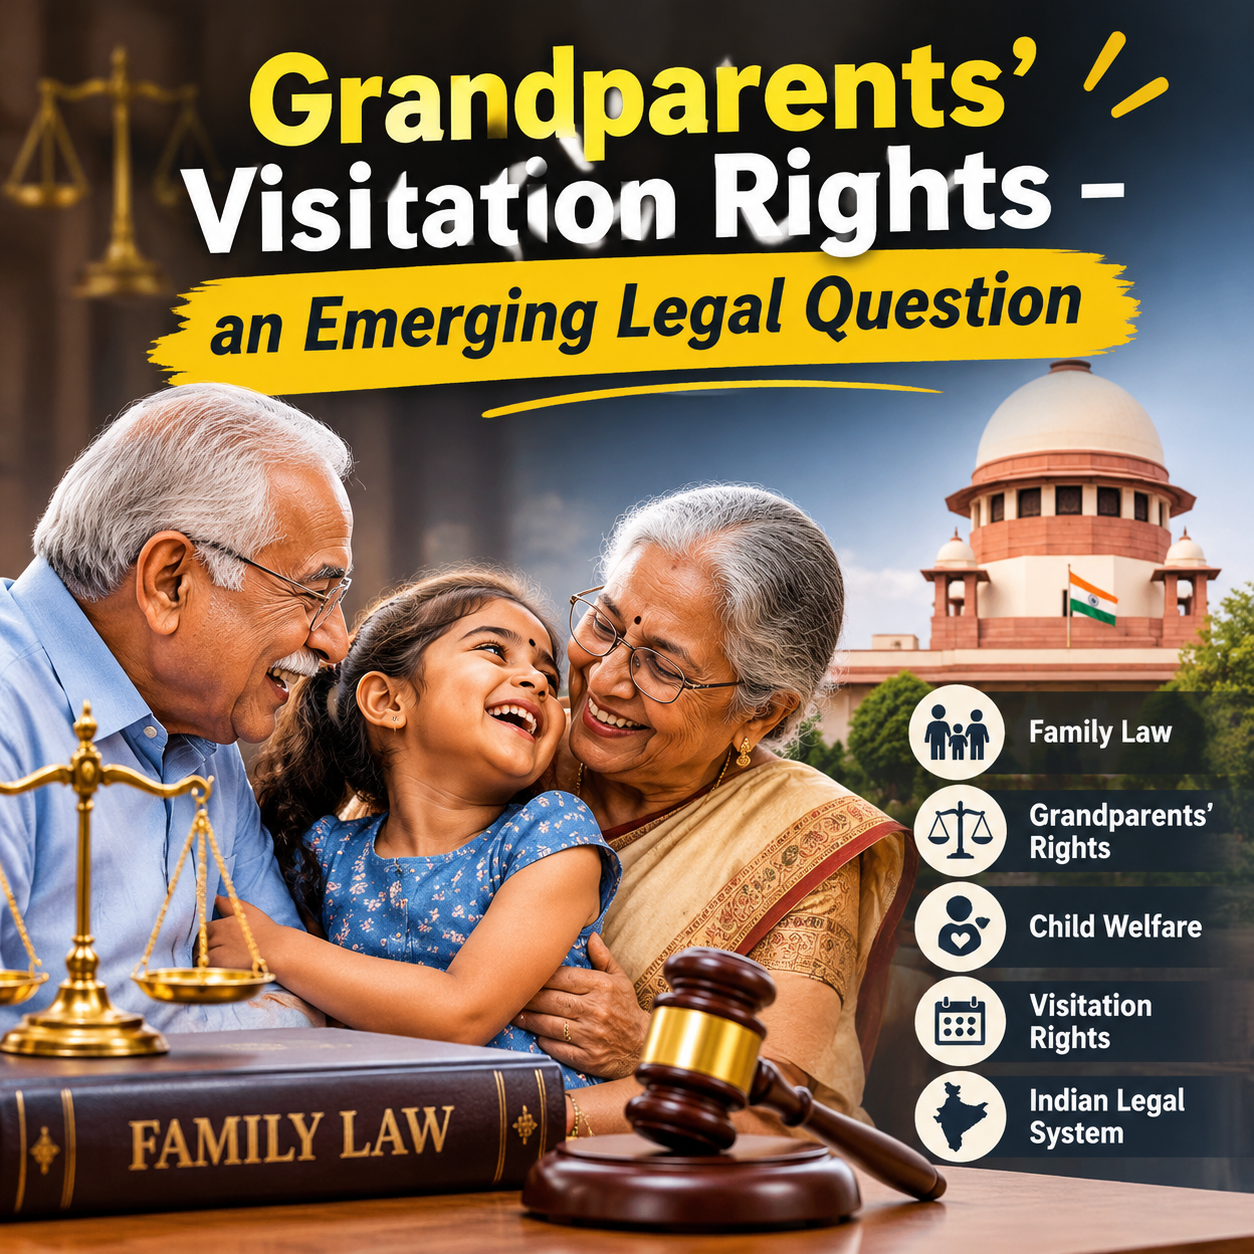 Grandparents’
Visitation Rights –
an Emerging Legal Question
Family Law
Grandparents’
Rights
Child Welfare
Visitation
Rights
Indian Legal
System
FAMILY LAW